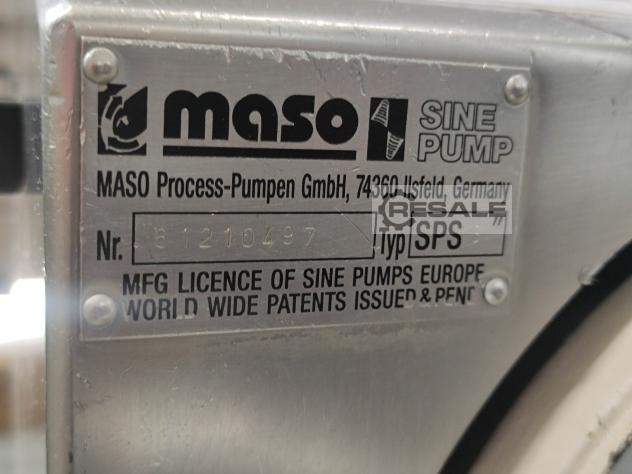 maso SINE PUMP
MASO Process-Pumpen GmbH, 74360 Ilsfeld, Germany
RESALE
Nr. 61210497 Typ SPS
MFG LICENCE OF SINE PUMPS EUROPE
WORLD WIDE PATENTS ISSUED & PEND